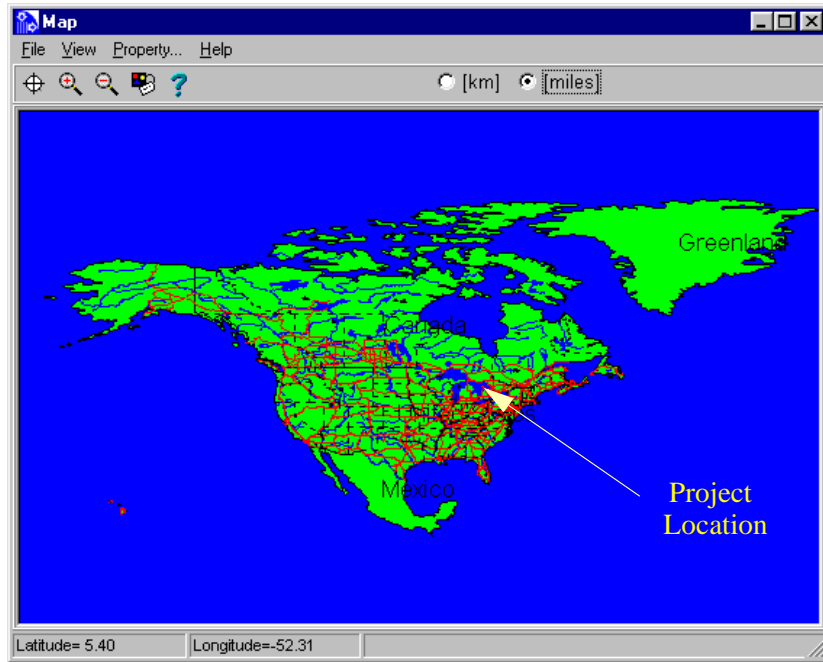 Map
File View Property... Help
[km] [miles]
Greenland
Canada
Mexico
Project
Location
Latitude= 5.40 Longitude=-52.31